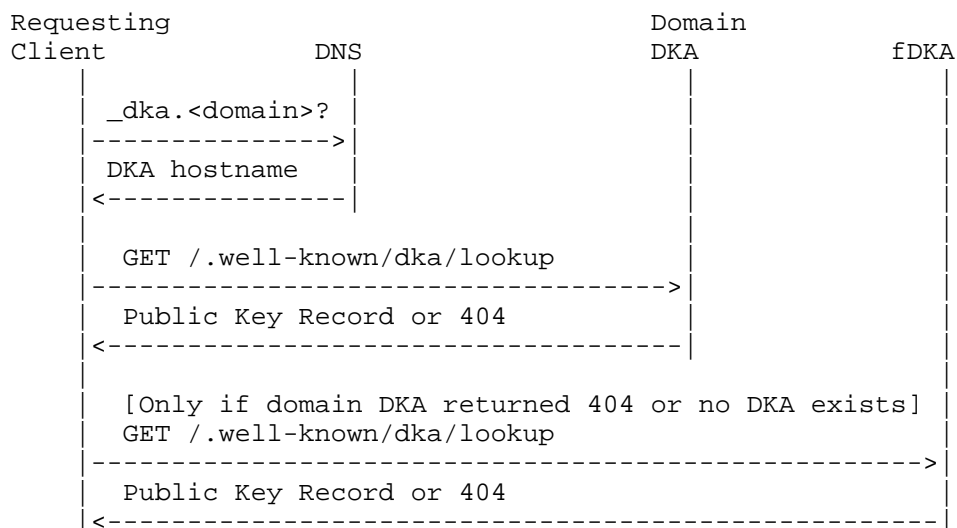 Requesting Domain
Client DNS DKA fDKA
_dka.<domain>?
DKA hostname
GET /.well-known/dka/lookup
Public Key Record or 404
[Only if domain DKA returned 404 or no DKA exists]
GET /.well-known/dka/lookup
Public Key Record or 404